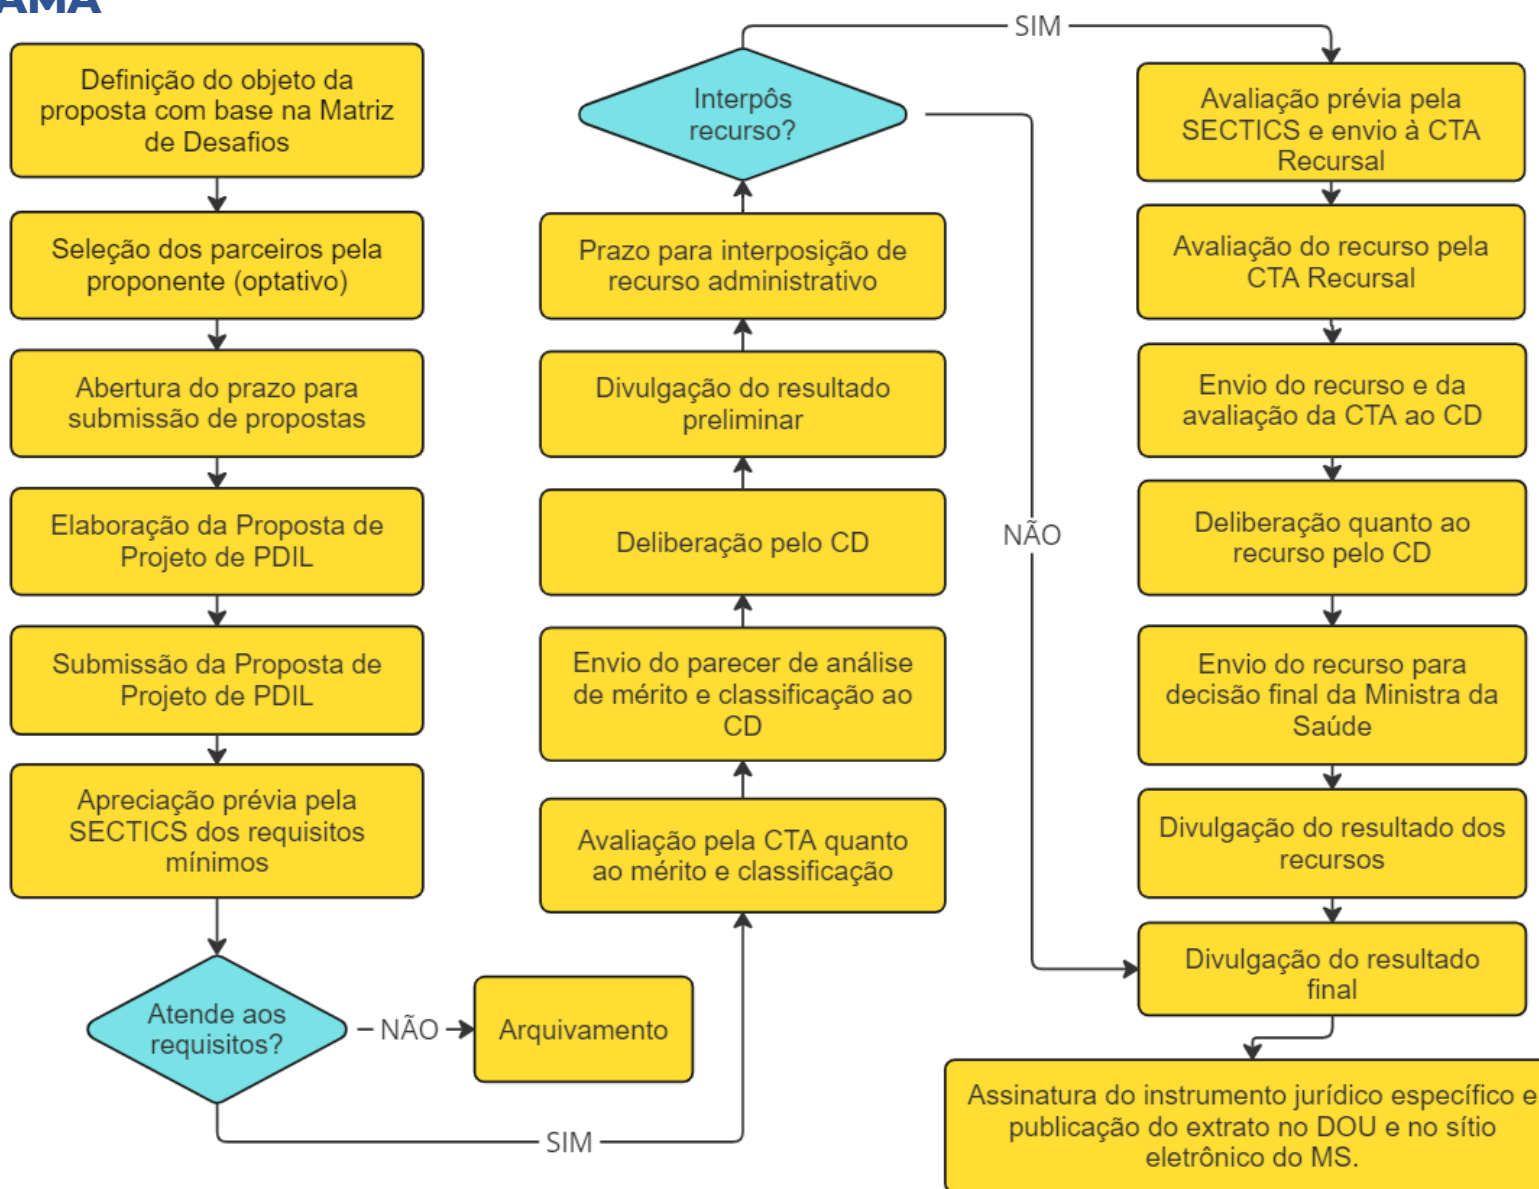 AMA
Definição do objeto da
proposta com base na Matriz
de Desafios
Seleção dos parceiros pela
proponente (optativo)
Abertura do prazo para
submissão de propostas
Elaboração da Proposta de
Projeto de PDIL
Submissão da Proposta de
Projeto de PDIL
Apreciação prévia pela
SECTICS dos requisitos
mínimos
Atende aos
requisitos?
NÃO
Arquivamento
SIM
Avaliação pela CTA quanto
ao mérito e classificação
Envio do parecer de análise
de mérito e classificação ao
CD
Deliberação pelo CD
Divulgação do resultado
preliminar
Prazo para interposição de
recurso administrativo
Interpôs
recurso?
SIM
NÃO
Avaliação prévia pela
SECTICS e envio à CTA
Recursal
Avaliação do recurso pela
CTA Recursal
Envio do recurso e da
avaliação da CTA ao CD
Deliberação quanto ao
recurso pelo CD
Envio do recurso para
decisão final da Ministra da
Saúde
Divulgação do resultado dos
recursos
Divulgação do resultado
final
Assinatura do instrumento jurídico específico e
publicação do extrato no DOU e no sítio
eletrônico do MS.